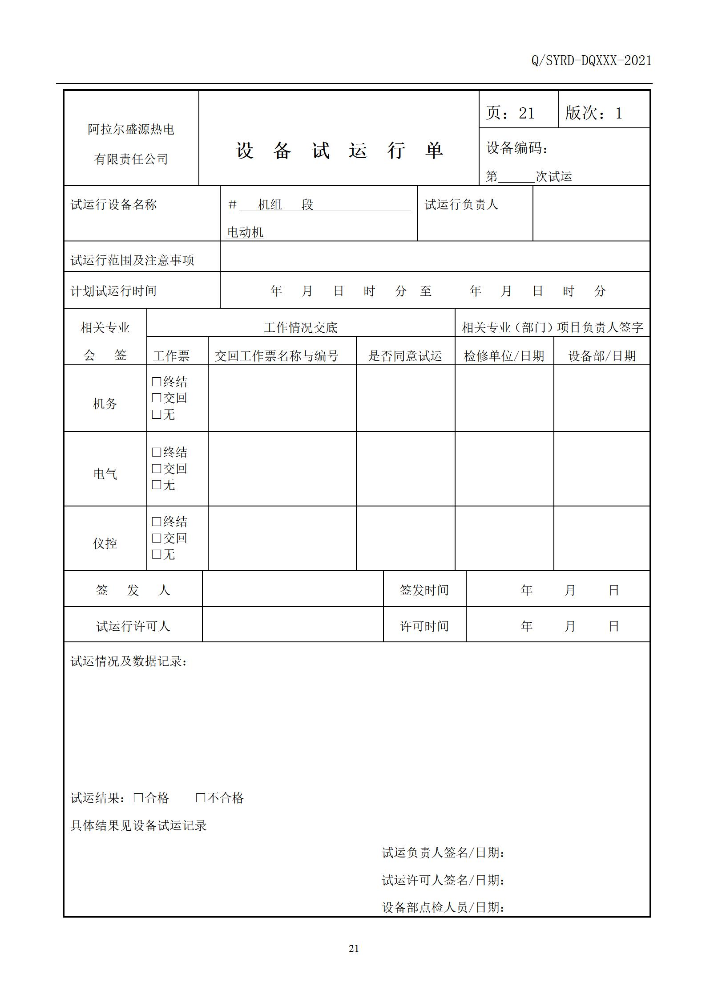 Q/SYRD-DQXXX-2021
阿拉尔盛源热电
有限责任公司
设 备 试 运 行 单
页：21
版次：1
设备编码：
第______次试运
试运行设备名称
＃   机组   段
电动机
试运行负责人
试运行范围及注意事项
计划试运行时间
年 月 日 时 分 至 年 月 日 时 分
相关专业
会 签
工作情况交底
相关专业（部门）项目负责人签字
工作票
交回工作票名称与编号
是否同意试运
检修单位/日期
设备部/日期
机务
□终结
□交回
□无
电气
□终结
□交回
□无
仪控
□终结
□交回
□无
签 发 人
签发时间
年 月 日
试运行许可人
许可时间
年 月 日
试运情况及数据记录：
试运结果：□合格 □不合格
具体结果见设备试运记录
试运负责人签名/日期：
试运许可人签名/日期：
设备部点检人员/日期：
21